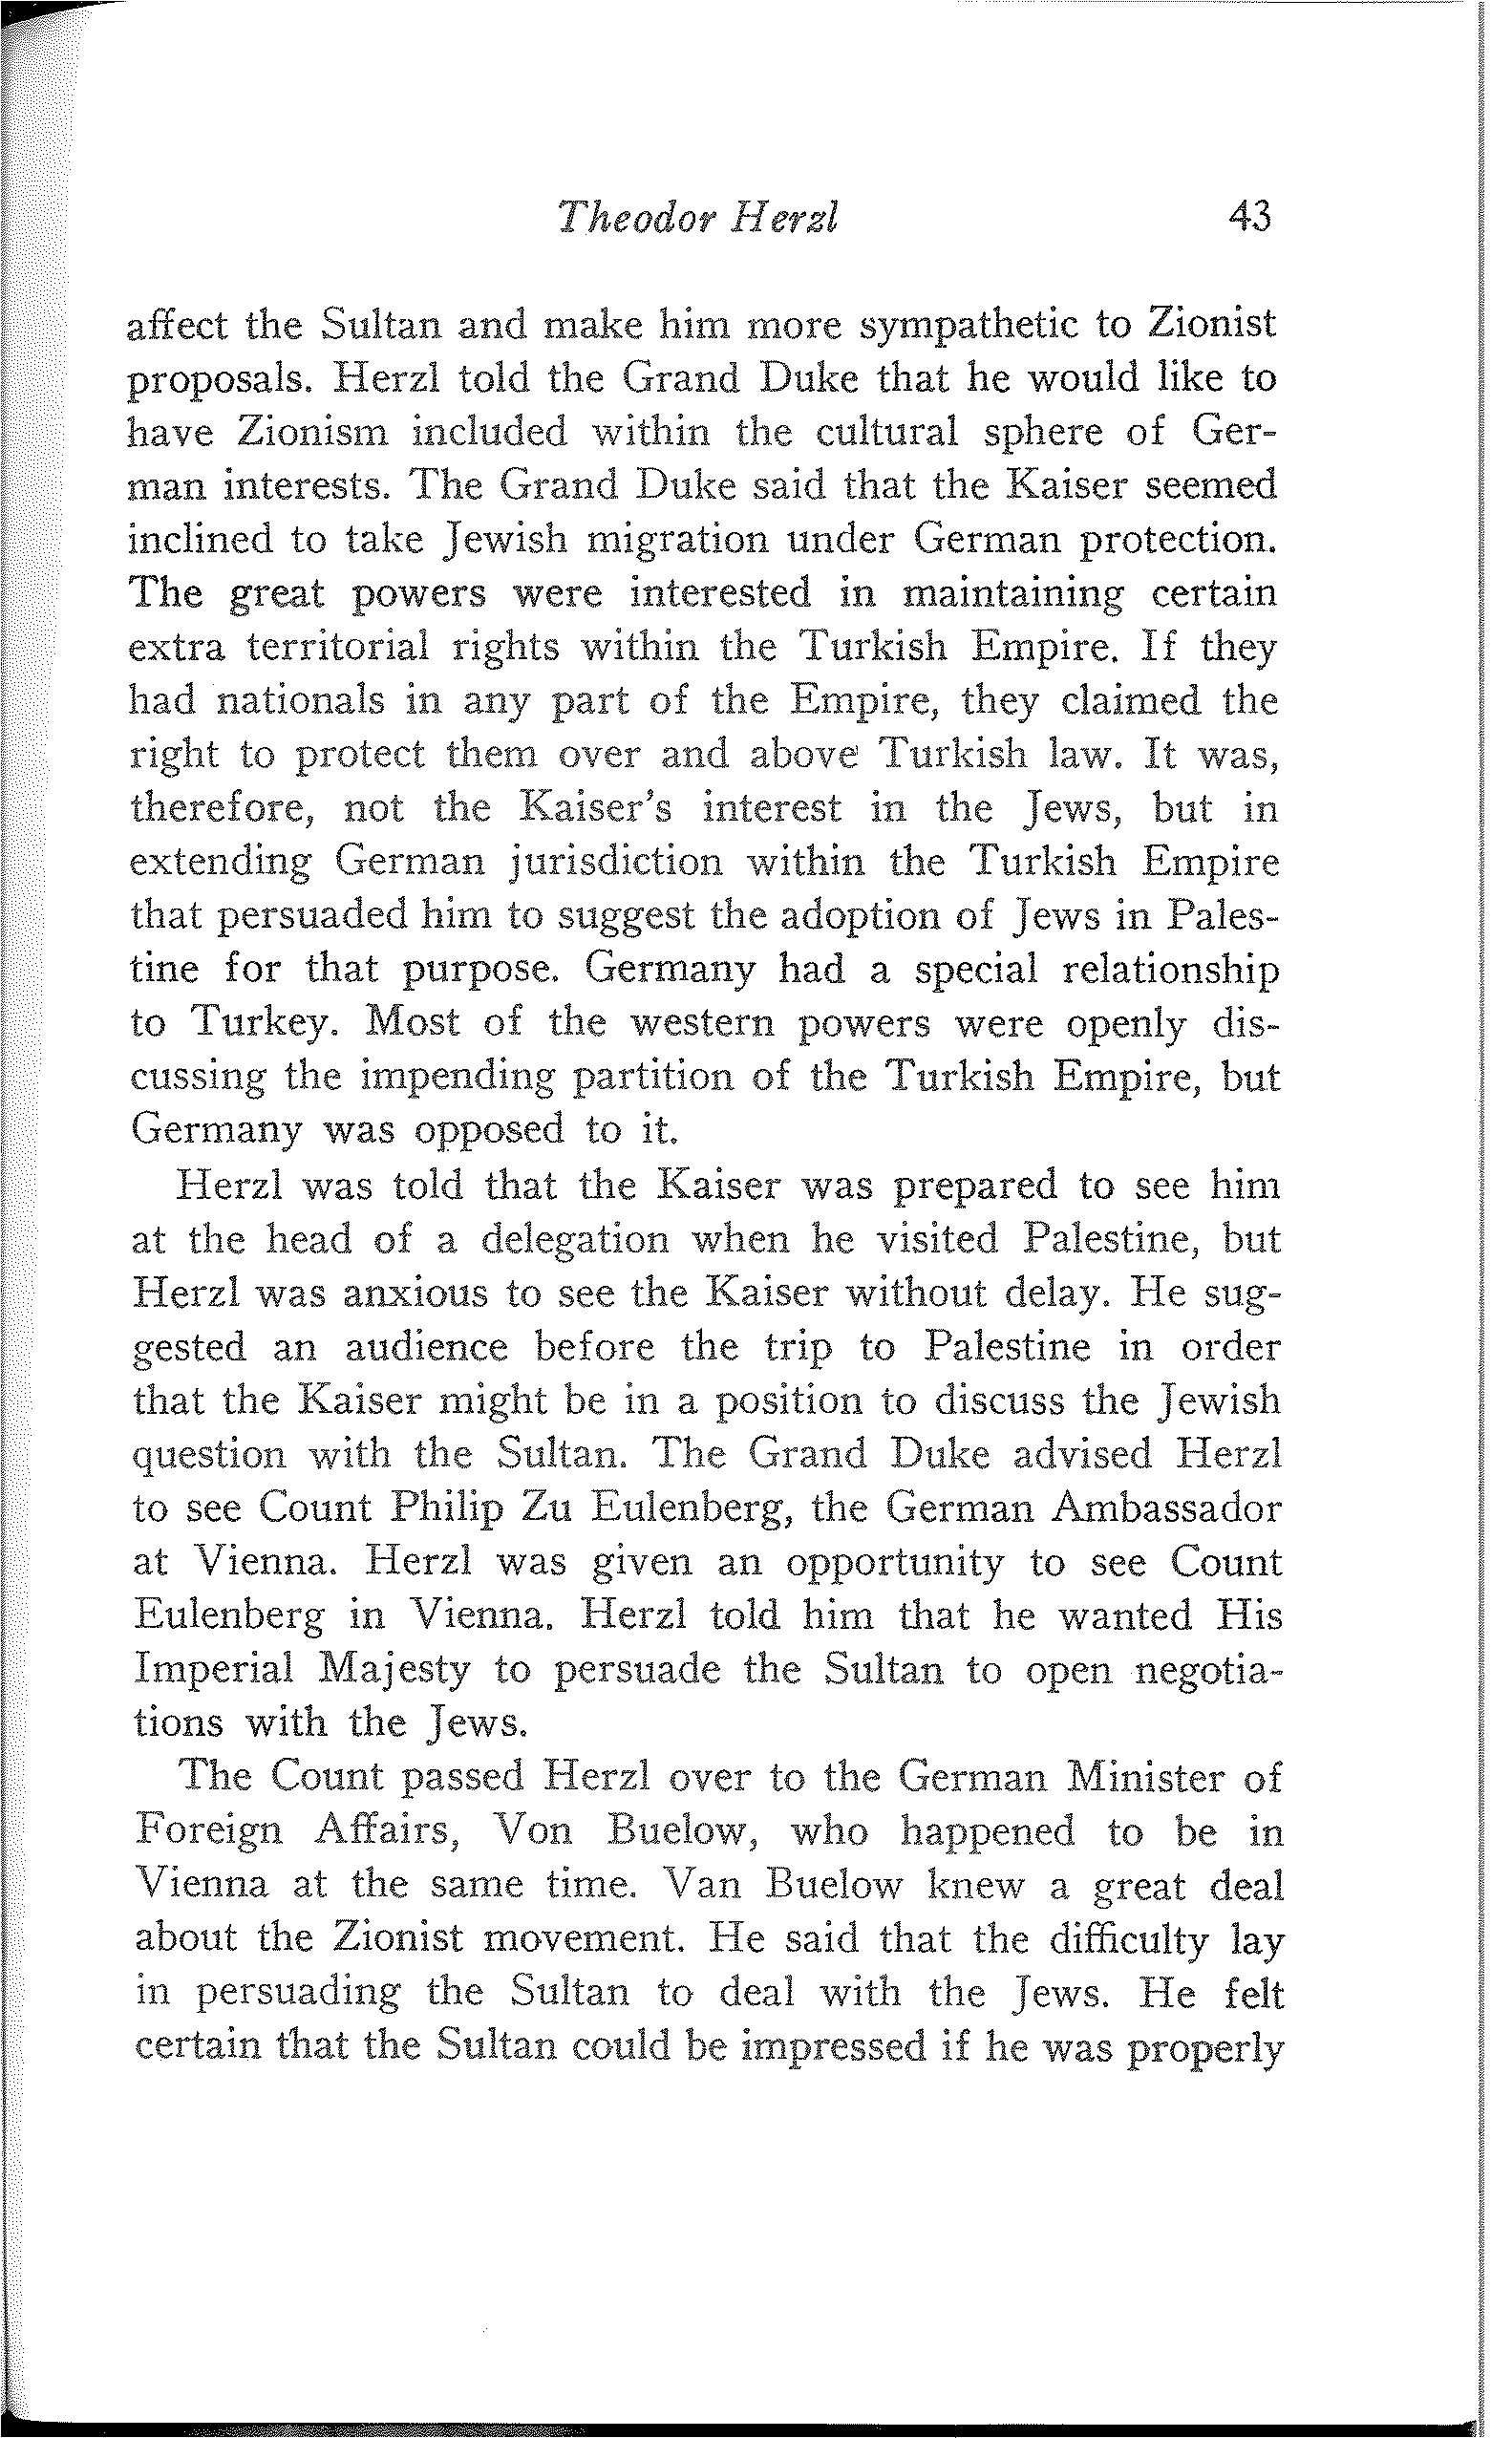 Theodor Herzl 43
affect the Sultan and make him more sympathetic to Zionist
proposals. Herzl told the Grand Duke that he would like to
have Zionism included within the cultural sphere of Ger-
man interests. The Grand Duke said that the Kaiser seemed
inclined to take Jewish migration under German protection.
The great powers were interested in maintaining certain
extra territorial rights within the Turkish Empire. If they
had nationals in any part of the Empire, they claimed the
right to protect them over and above Turkish law. It was,
therefore, not the Kaiser's interest in the Jews, but in
extending German jurisdiction within the Turkish Empire
that persuaded him to suggest the adoption of Jews in Pales-
tine for that purpose. Germany had a special relationship
to Turkey. Most of the western powers were openly dis-
cussing the impending partition of the Turkish Empire, but
Germany was opposed to it.
Herzl was told that the Kaiser was prepared to see him
at the head of a delegation when he visited Palestine, but
Herzl was anxious to see the Kaiser without delay. He sug-
gested an audience before the trip to Palestine in order
that the Kaiser might be in a position to discuss the Jewish
question with the Sultan. The Grand Duke advised Herzl
to see Count Philip Zu Eulenberg, the German Ambassador
at Vienna. Herzl was given an opportunity to see Count
Eulenberg in Vienna. Herzl told him that he wanted His
Imperial Majesty to persuade the Sultan to open negotia-
tions with the Jews.
The Count passed Herzl over to the German Minister of
Foreign Affairs, Von Buelow, who happened to be in
Vienna at the same time. Van Buelow knew a great deal
about the Zionist movement. He said that the difficulty lay
in persuading the Sultan to deal with the Jews. He felt
certain that the Sultan could be impressed if he was properly